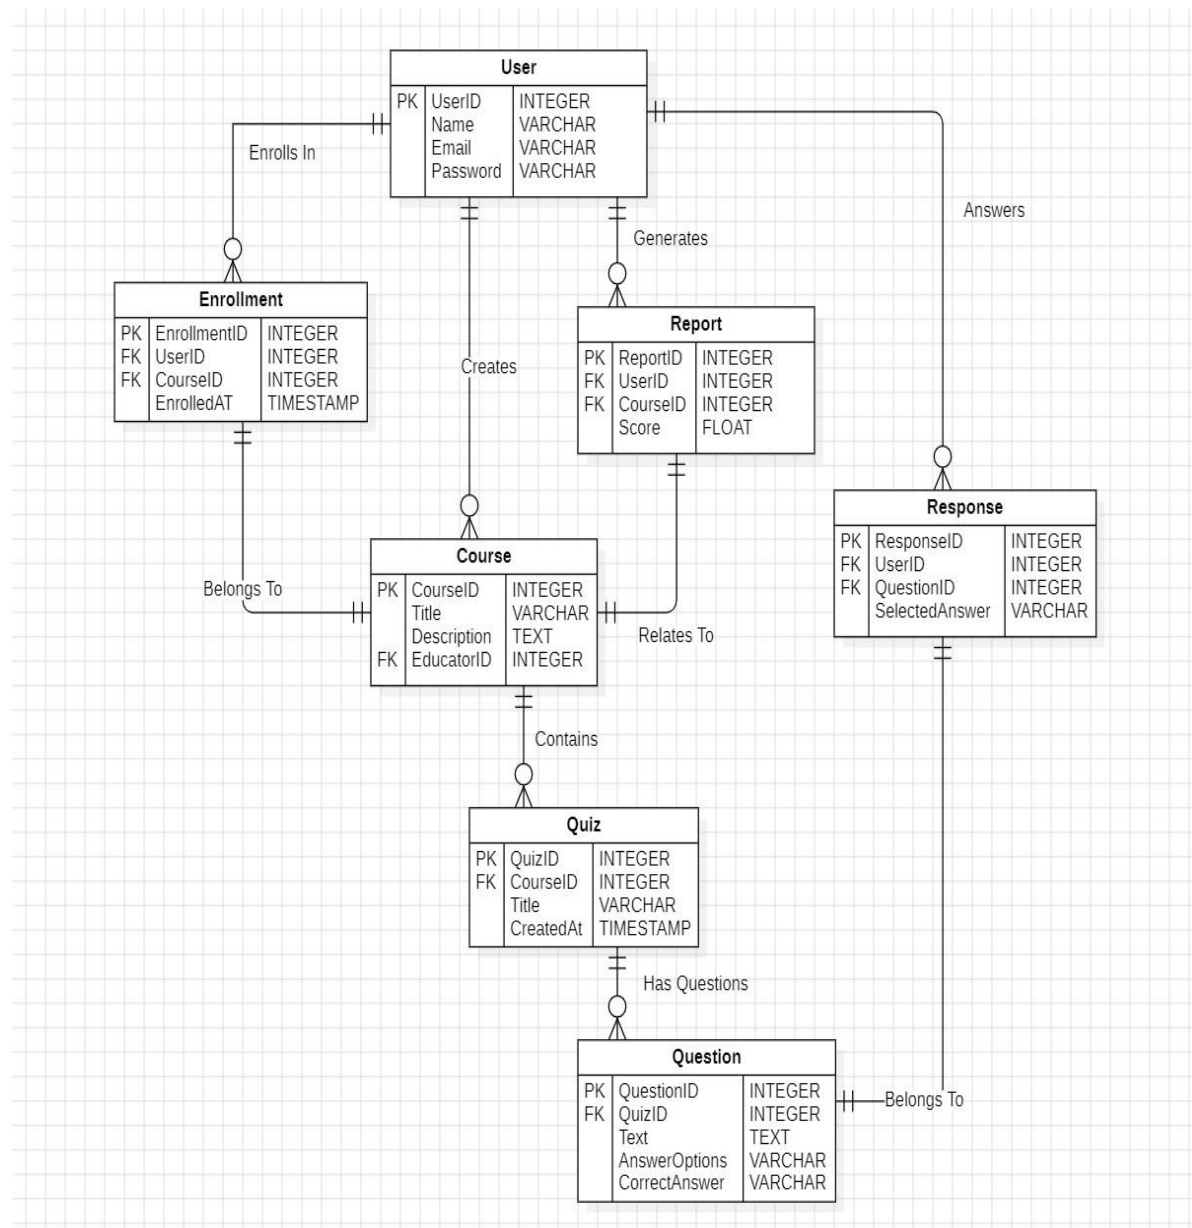 User
PK UserID INTEGER
Name VARCHAR
Email VARCHAR
Password VARCHAR
Enrolls In
Answers
Generates
Enrollment
PK EnrollmentID INTEGER
FK UserID INTEGER
FK CourseID INTEGER
EnrolledAT TIMESTAMP
Report
PK ReportID INTEGER
FK UserID INTEGER
FK CourseID INTEGER
Score FLOAT
Creates
Response
PK ResponseID INTEGER
FK UserID INTEGER
FK QuestionID INTEGER
SelectedAnswer VARCHAR
Course
PK CourseID INTEGER
Title VARCHAR
Description TEXT
FK EducatorID INTEGER
Belongs To
Relates To
Contains
Quiz
PK QuizID INTEGER
FK CourseID INTEGER
Title VARCHAR
CreatedAt TIMESTAMP
Has Questions
Question
PK QuestionID INTEGER
FK QuizID INTEGER
Text TEXT
AnswerOptions VARCHAR
CorrectAnswer VARCHAR
Belongs To